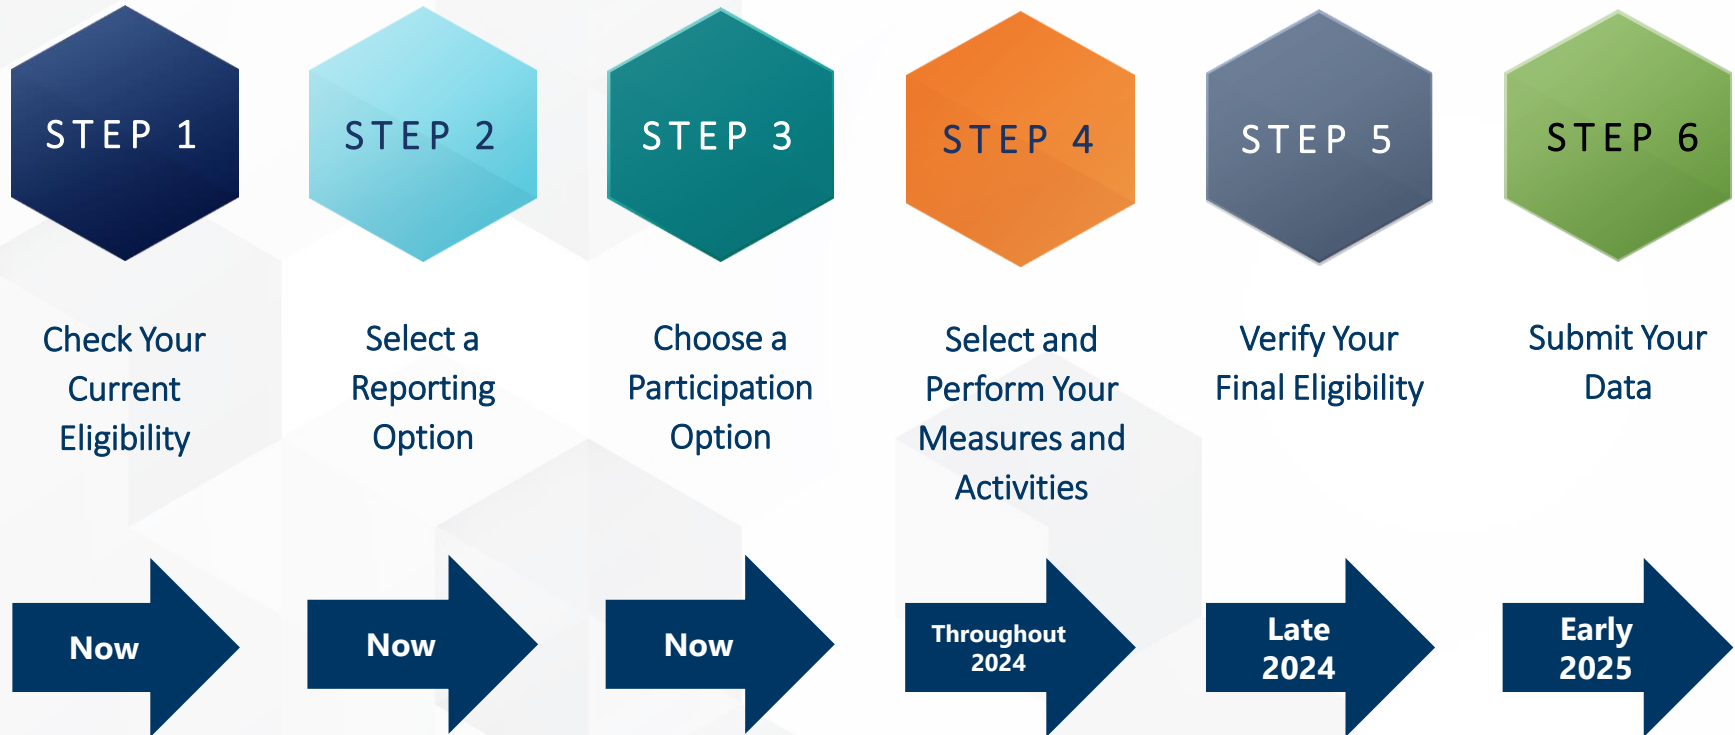 STEP 1
STEP 2
STEP 3
STEP 4
STEP 5
STEP 6
Check Your
Current
Eligibility
Select a
Reporting
Option
Choose a
Participation
Option
Select and
Perform Your
Measures and
Activities
Verify Your
Final Eligibility
Submit Your
Data
Now
Now
Now
Throughout
2024
Late
2024
Early
2025